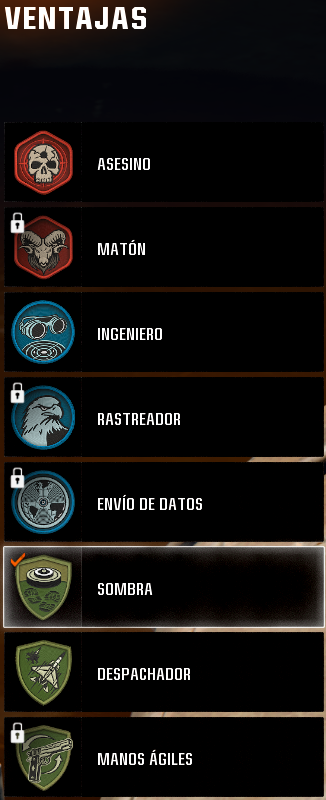 VENTAJAS
ASESINO
MATÓN
INGENIERO
RASTREADOR
ENVÍO DE DATOS
SOMBRA
DESPACHADOR
MANOS ÁGILES